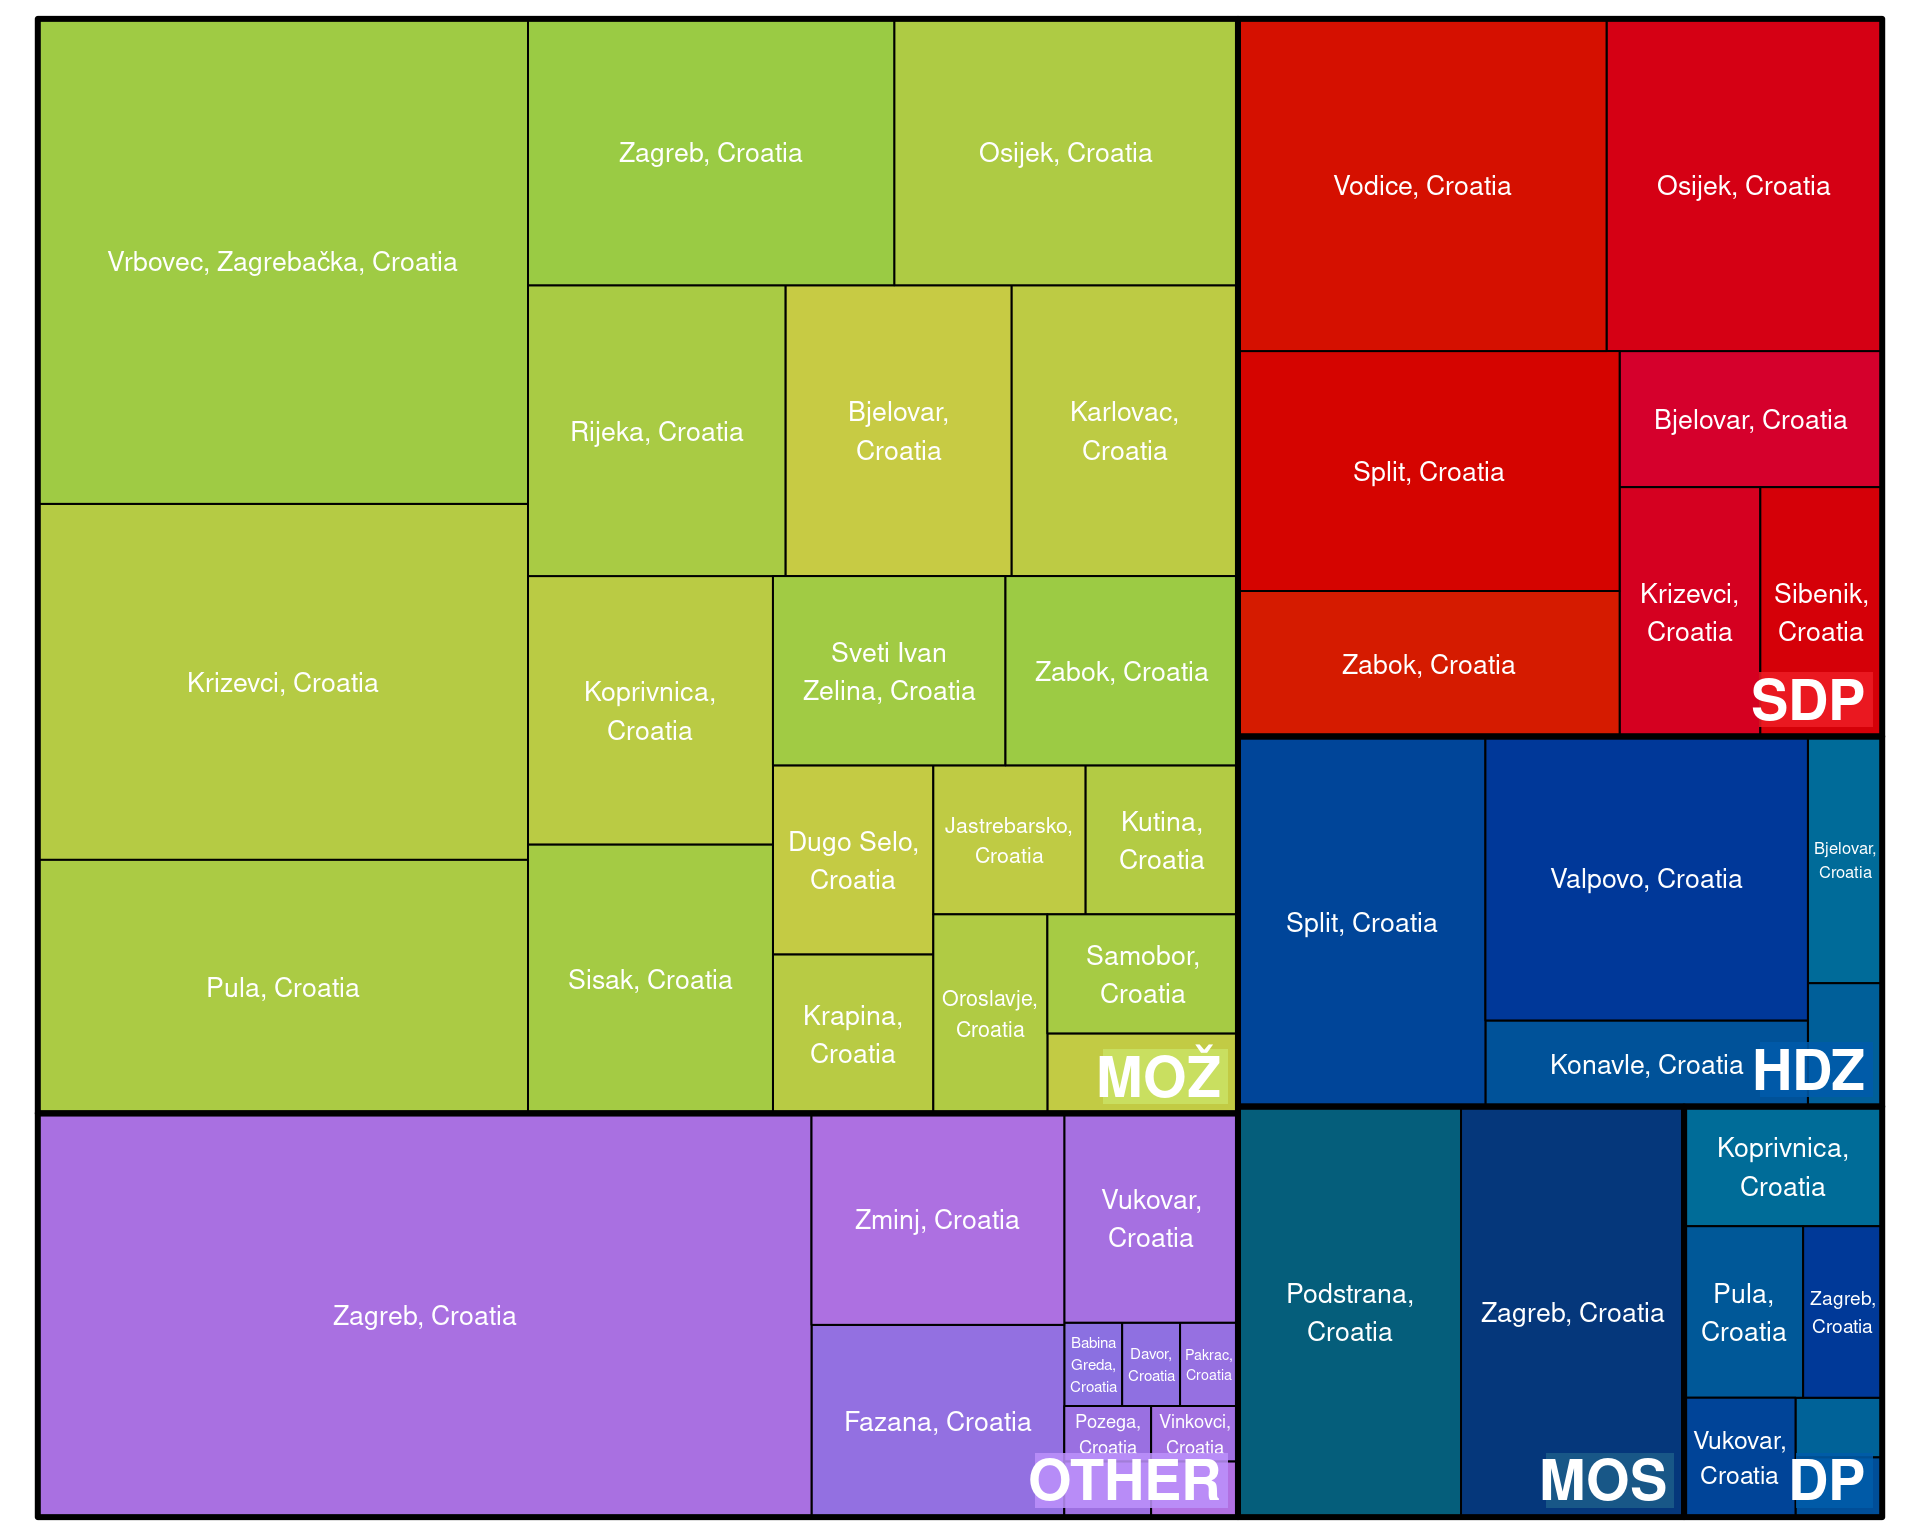 Vrbovec, Zagrebačka, Croatia
Zagreb, Croatia
Osijek, Croatia
Rijeka, Croatia
Bjelovar,
Croatia
Karlovac,
Croatia
Krizevci, Croatia
Koprivnica,
Croatia
Sveti Ivan
Zelina, Croatia
Zabok, Croatia
Dugo Selo,
Croatia
Jastrebarsko,
Croatia
Kutina,
Croatia
Pula, Croatia
Sisak, Croatia
Krapina,
Croatia
Oroslavje,
Croatia
Samobor,
Croatia
MOŽ
Vodice, Croatia
Osijek, Croatia
Split, Croatia
Bjelovar, Croatia
Zabok, Croatia
Krizevci,
Croatia
Sibenik,
Croatia
SDP
Split, Croatia
Valpovo, Croatia
Bjelovar,
Croatia
Konavle, Croatia
HDZ
Zagreb, Croatia
Zminj, Croatia
Vukovar,
Croatia
Fazana, Croatia
Babina
Greda,
Croatia
Davor,
Croatia
Pakrac,
Croatia
Pozega,
Croatia
Vinkovci,
Croatia
OTHER
Podstrana,
Croatia
Zagreb, Croatia
MOS
Koprivnica,
Croatia
Pula,
Croatia
Zagreb,
Croatia
Vukovar,
Croatia
DP